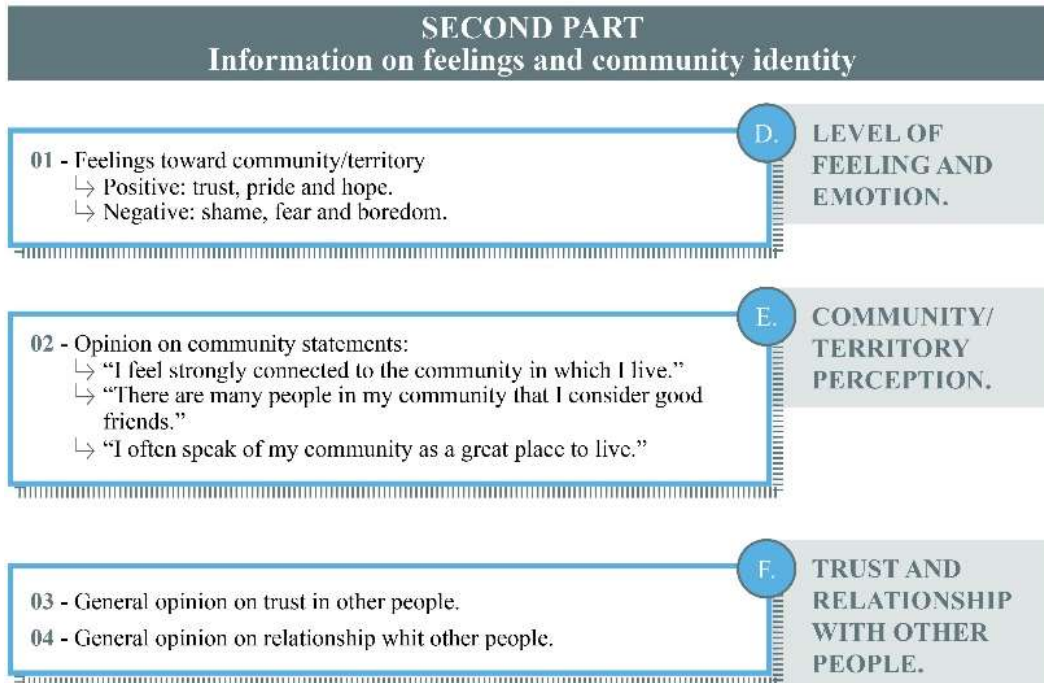 SECOND PART
Information on feelings and community identity
D.
LEVEL OF
FEELING AND
EMOTION.
01 - Feelings toward community/territory
↳ Positive: trust, pride and hope.
↳ Negative: shame, fear and boredom.
E.
COMMUNITY/
TERRITORY
PERCEPTION.
02 - Opinion on community statements:
↳ “I feel strongly connected to the community in which I live.”
↳ “There are many people in my community that I consider good
friends.”
↳ “I often speak of my community as a great place to live.”
F.
TRUST AND
RELATIONSHIP
WITH OTHER
PEOPLE.
03 - General opinion on trust in other people.
04 - General opinion on relationship whit other people.